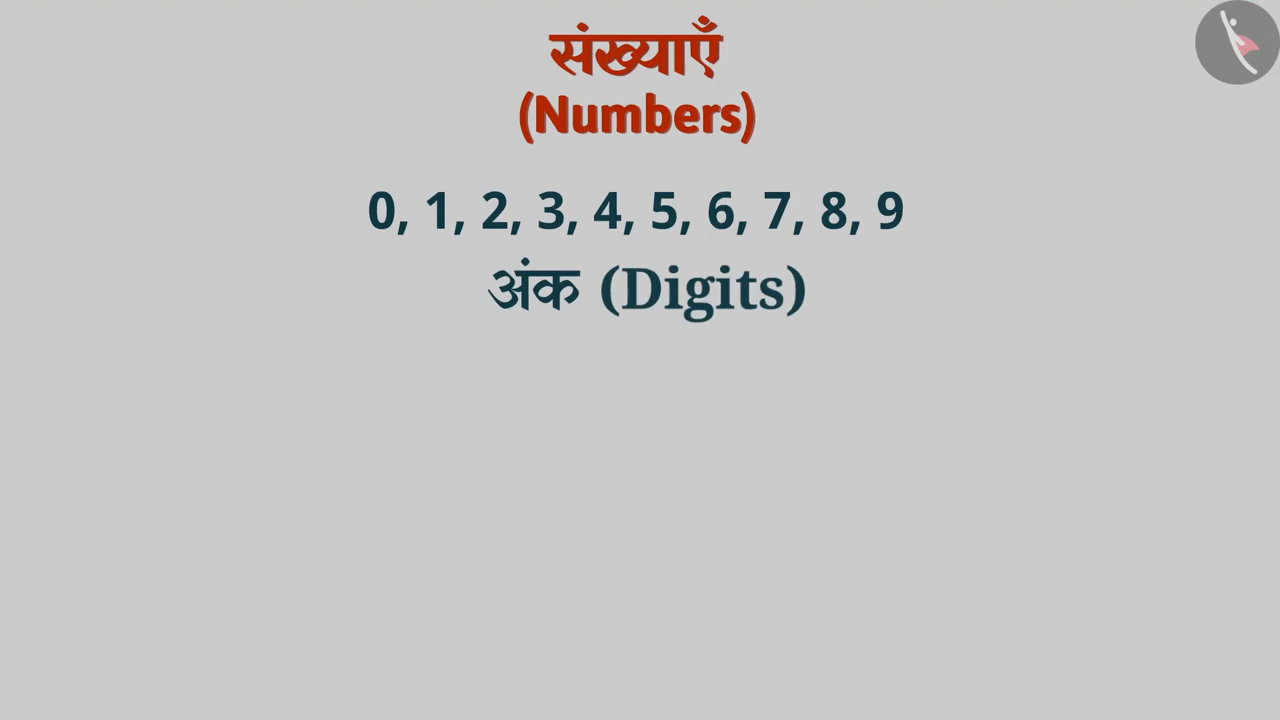 संख्याएँ
(Numbers)
0, 1, 2, 3, 4, 5, 6, 7, 8, 9
अंक (Digits)